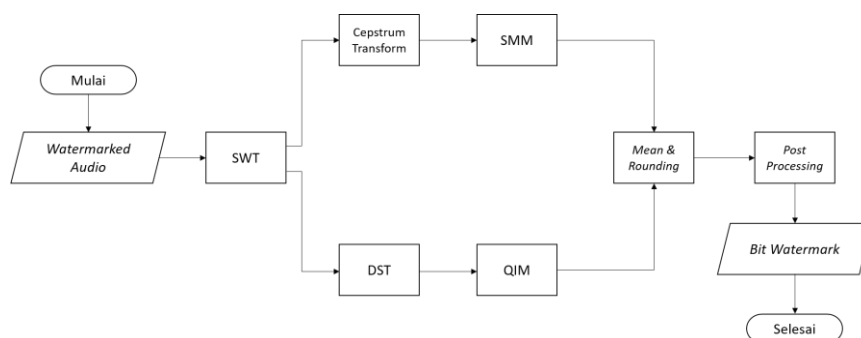 Cepstrum
Transform
SMM
Mulai
Watermarked
Audio
SWT
Mean &
Rounding
Post
Processing
DST
QIM
Bit Watermark
Selesai